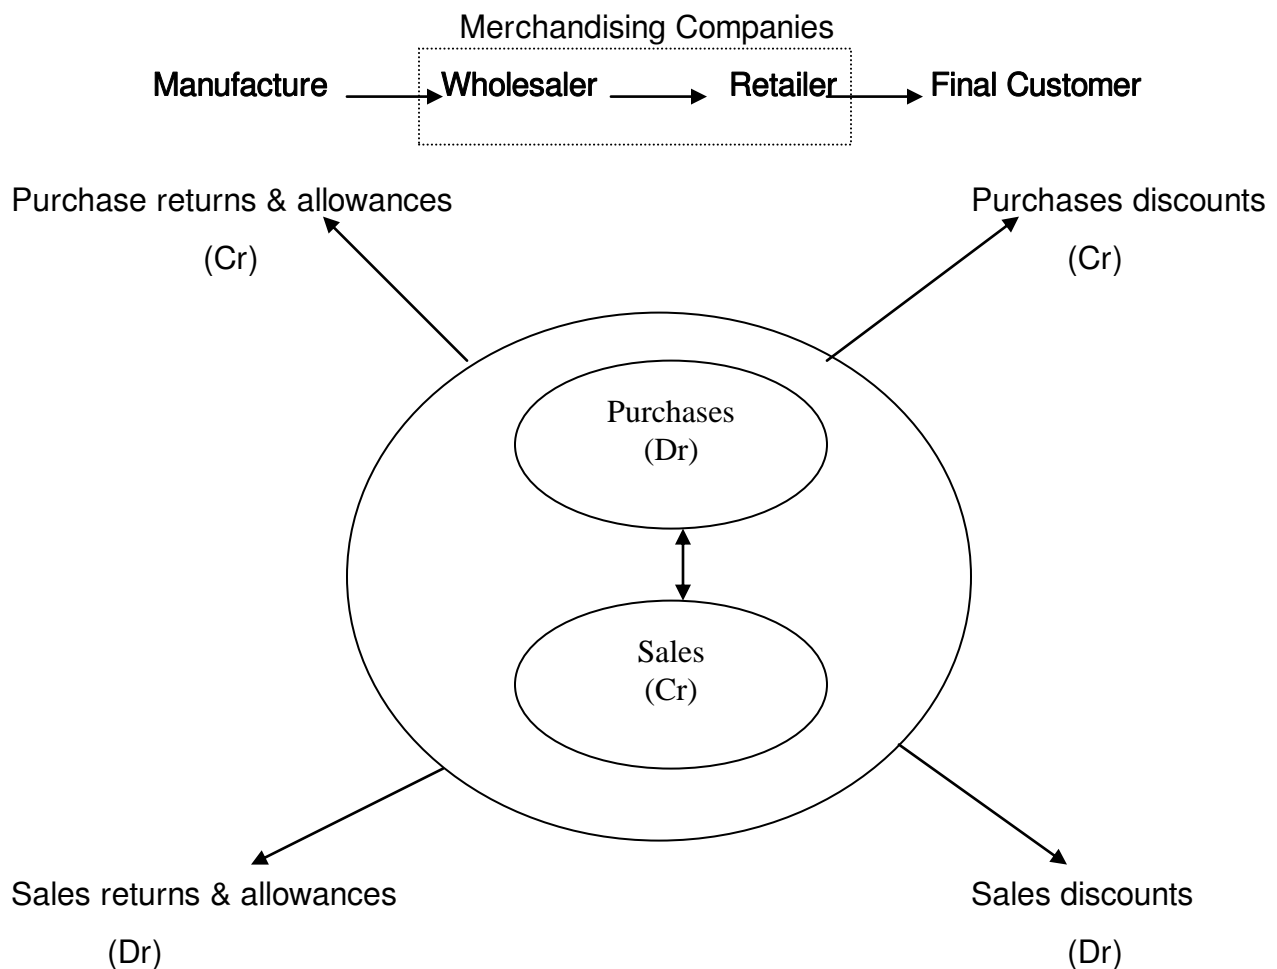 Merchandising Companies
Manufacture Wholesaler Retailer Final Customer
Purchase returns & allowances Purchases discounts
(Cr) (Cr)
Purchases
(Dr)
Sales
(Cr)
Sales returns & allowances Sales discounts
(Dr) (Dr)